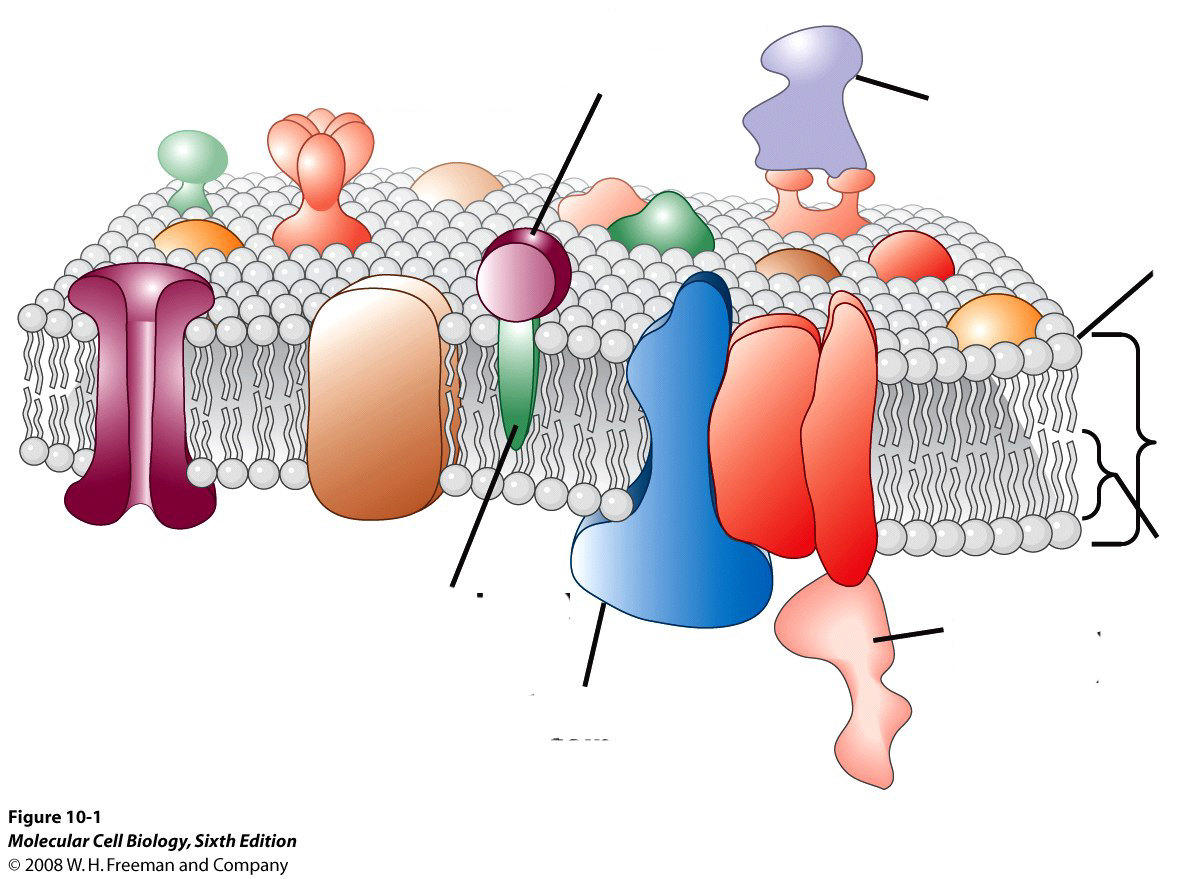 Figure 10-1
Molecular Cell Biology, Sixth Edition
© 2008 W. H. Freeman and Company